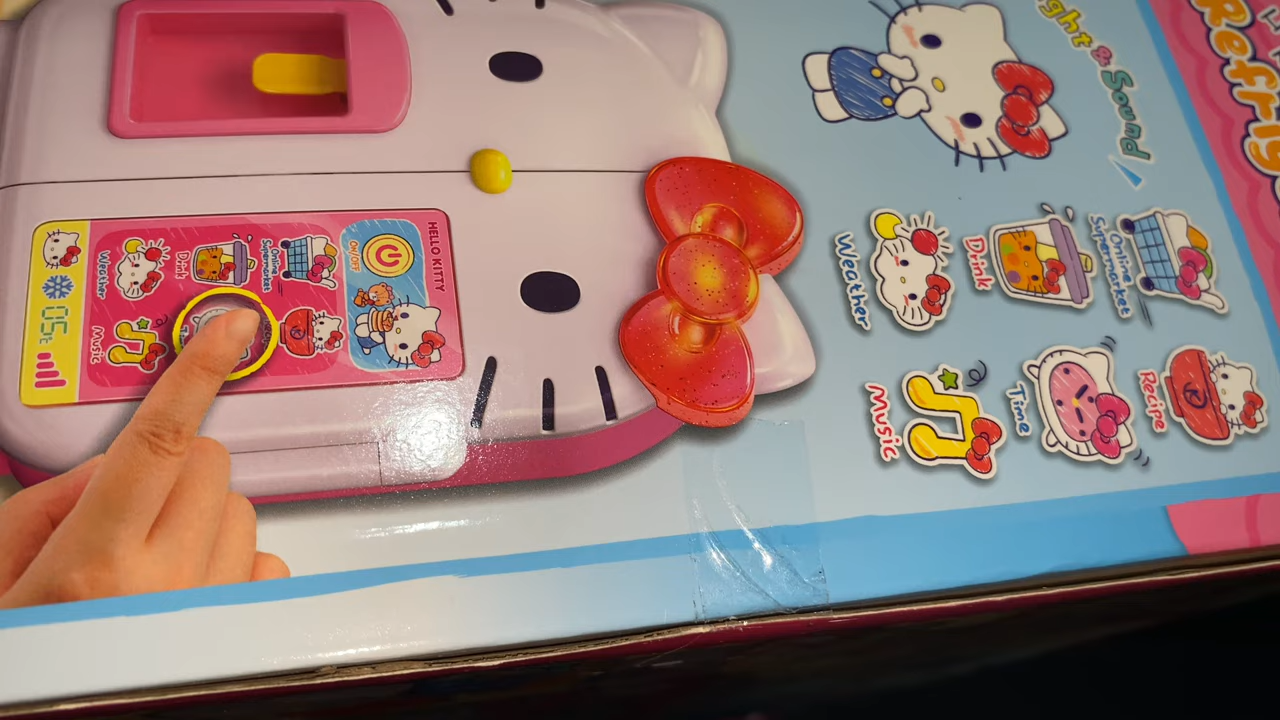 Light & Sound
Refrig
Weather
Drink
Online
Supermarket
Music
Time
Recipe
HELLO KITTY
ON/OFF
Weather
Drink
Online
Supermarket
Music
05℃